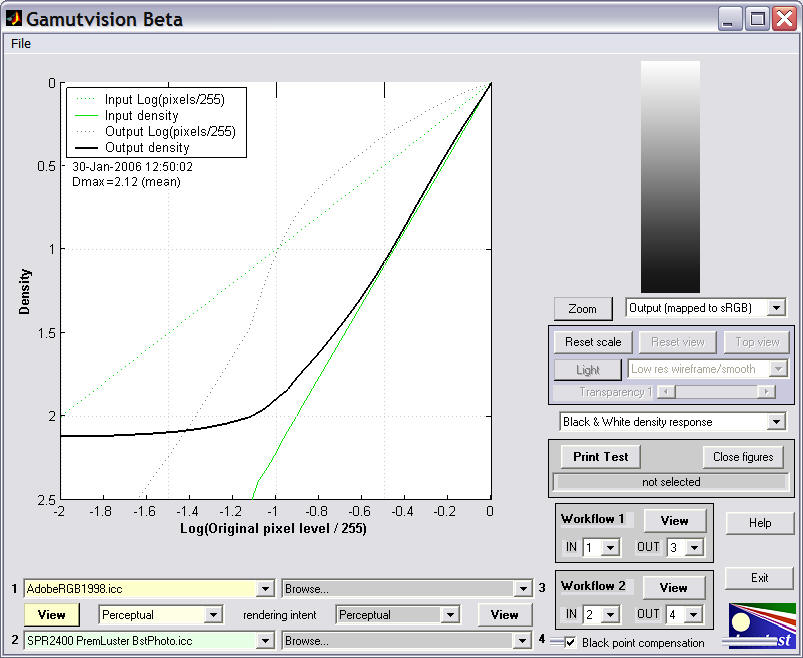 Gamutvision Beta
File
0
0.5
1
1.5
2
2.5
Density
Input Log(pixels/255)
Input density
Output Log(pixels/255)
Output density
30-Jan-2006 12:50:02
Dmax=2.12 (mean)
-2 -1.8 -1.6 -1.4 -1.2 -1 -0.8 -0.6 -0.4 -0.2 0
Log(Original pixel level / 255)
Zoom Output (mapped to sRGB)
Reset scale Reset view Top view
Light Low res wireframe/smooth
Transparency 1
Black & White density response
Print Test Close figures
not selected
Workflow 1 View
IN 1 OUT 3
Help
Workflow 2 View
IN 2 OUT 4
Exit
1 AdobeRGB1998.icc Browse... 3
View Perceptual rendering intent Perceptual View
2 SPR2400 PremLuster BstPhoto.icc Browse... 4
Black point compensation